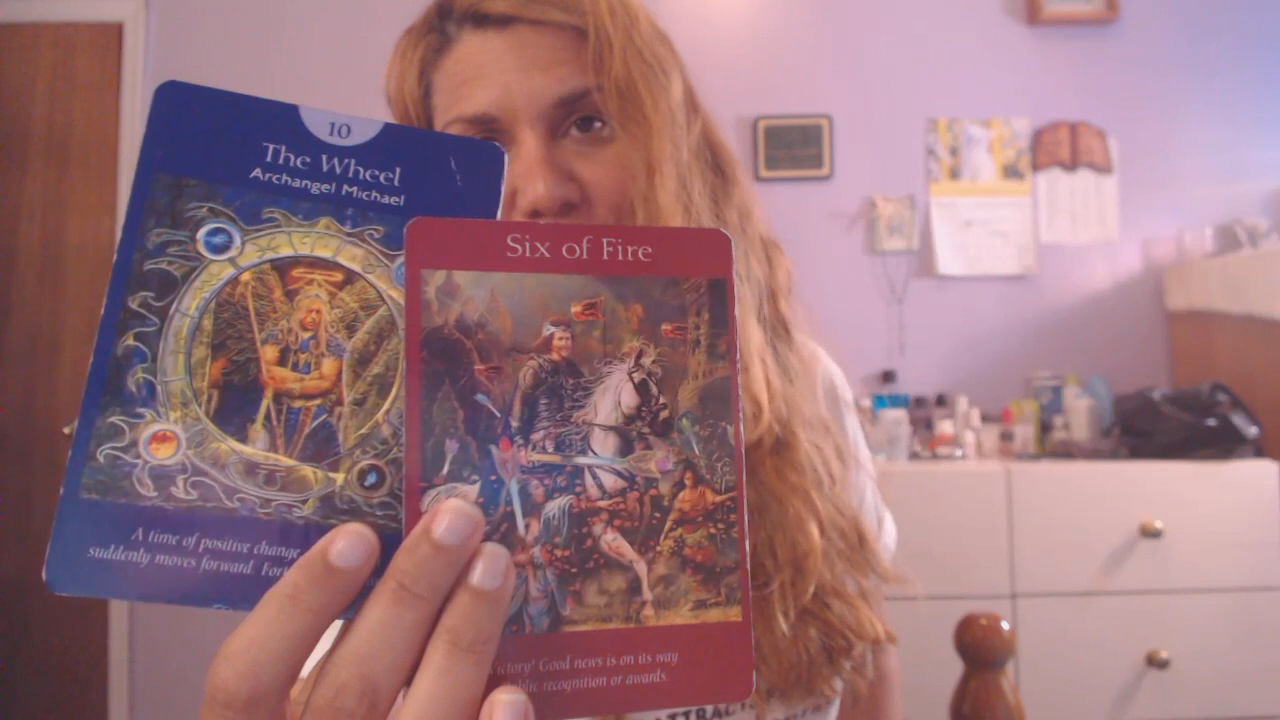 10
The Wheel
Archangel Michael
A time of positive change
suddenly moves forward.
Six of Fire
Victory! Good news is on its way
recognition or awards.